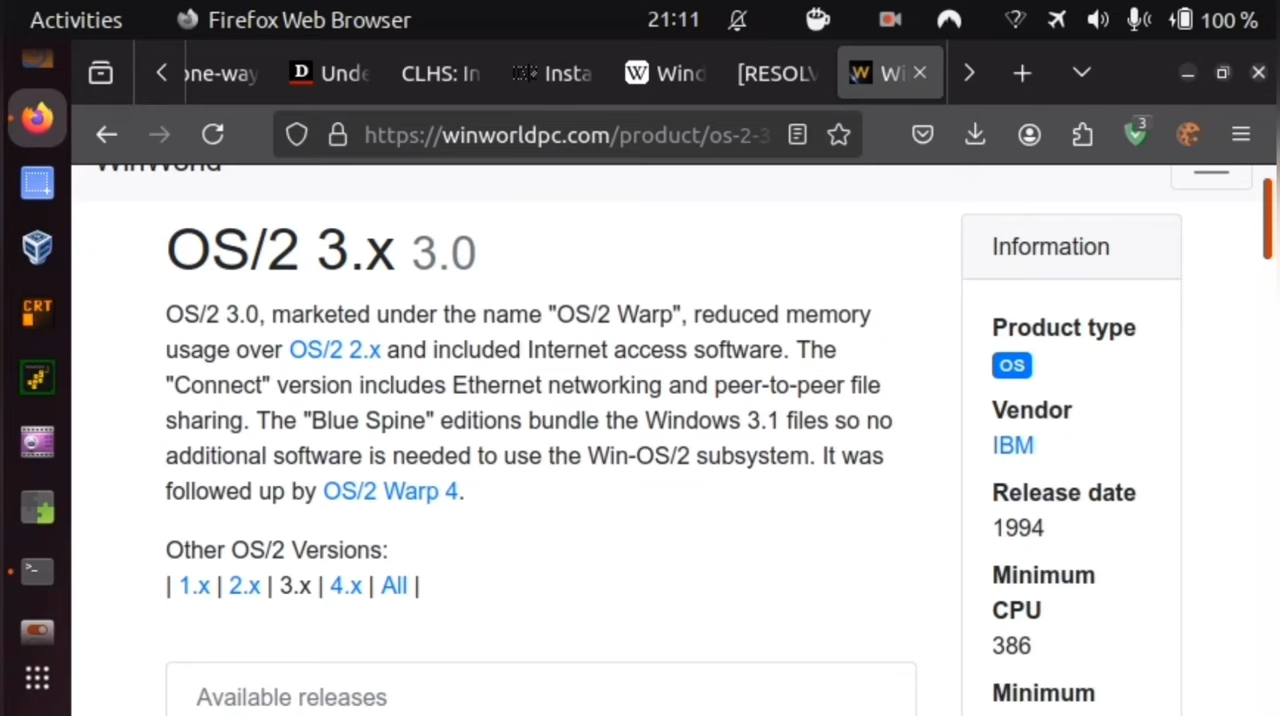 Activities
Firefox Web Browser
21:11
100 %
one-way
D Unde
CLHS: In
Insta
W Wind
[RESOLV
W Wi
https://winworldpc.com/product/os-2-3
3
WinWorld
OS/2 3.x 3.0
OS/2 3.0, marketed under the name "OS/2 Warp", reduced memory
usage over OS/2 2.x and included Internet access software. The
"Connect" version includes Ethernet networking and peer-to-peer file
sharing. The "Blue Spine" editions bundle the Windows 3.1 files so no
additional software is needed to use the Win-OS/2 subsystem. It was
followed up by OS/2 Warp 4.
Other OS/2 Versions:
| 1.x | 2.x | 3.x | 4.x | All |
Available releases
Information
Product type
OS
Vendor
IBM
Release date
1994
Minimum
CPU
386
Minimum
CRT